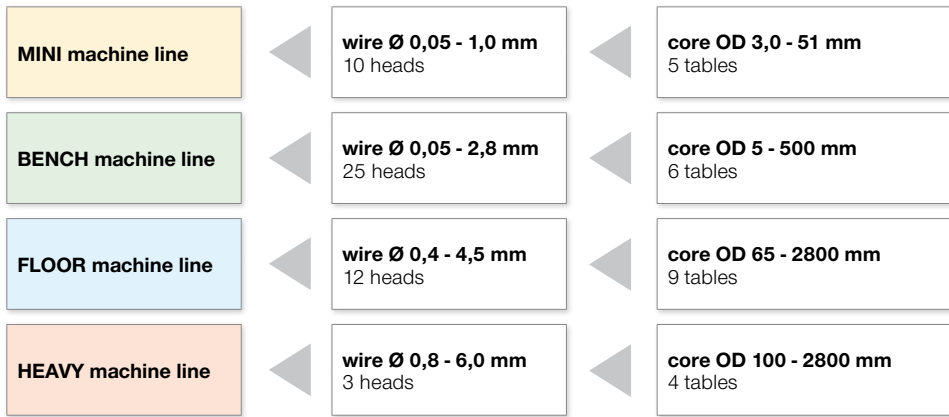 MINI machine line
wire Ø 0,05 - 1,0 mm
10 heads
core OD 3,0 - 51 mm
5 tables
BENCH machine line
wire Ø 0,05 - 2,8 mm
25 heads
core OD 5 - 500 mm
6 tables
FLOOR machine line
wire Ø 0,4 - 4,5 mm
12 heads
core OD 65 - 2800 mm
9 tables
HEAVY machine line
wire Ø 0,8 - 6,0 mm
3 heads
core OD 100 - 2800 mm
4 tables